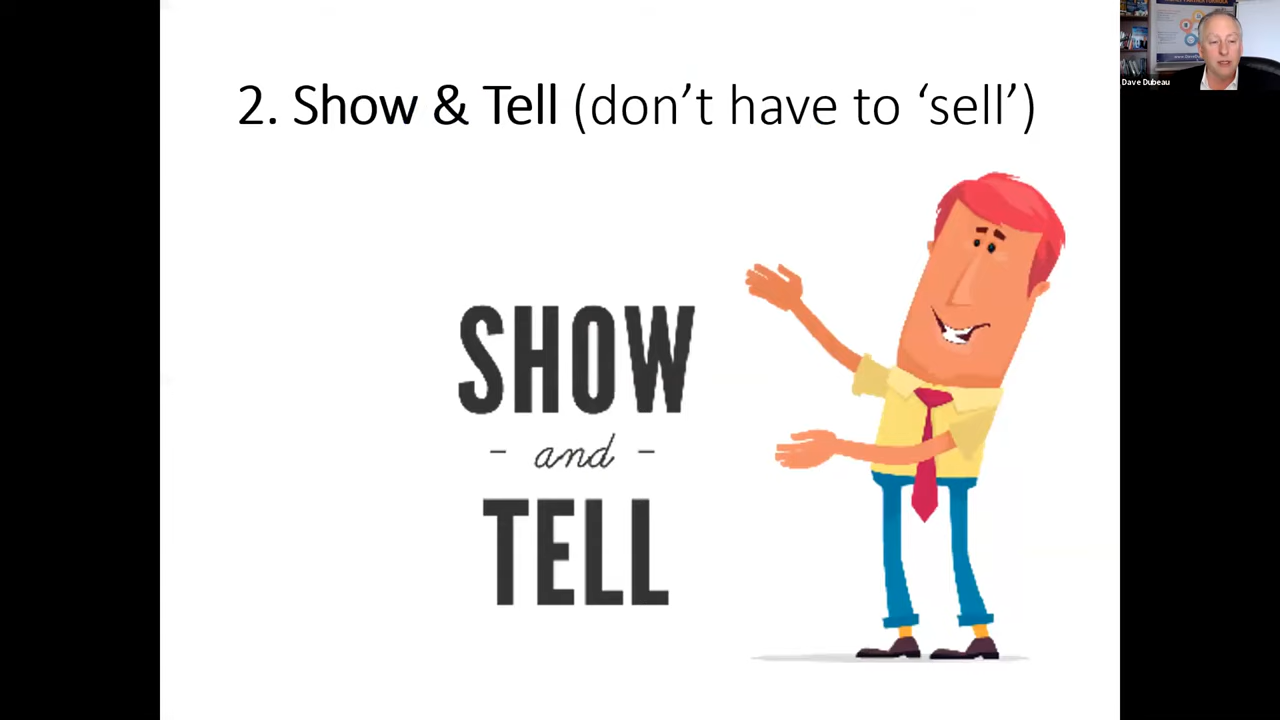 2. Show & Tell (don’t have to ‘sell’)
SHOW
- and -
TELL
Dave Dubeau